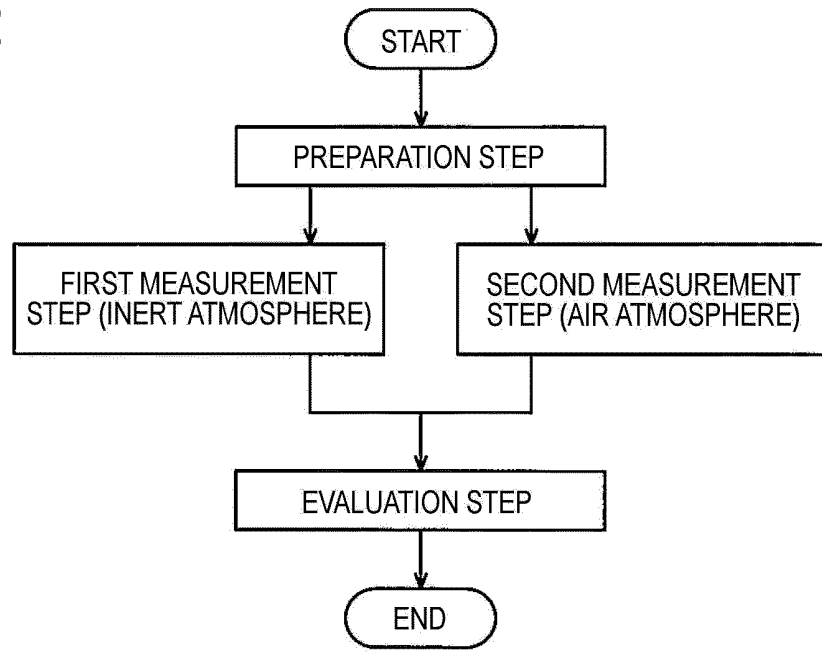 START
PREPARATION STEP
FIRST MEASUREMENT
STEP (INERT ATMOSPHERE)
SECOND MEASUREMENT
STEP (AIR ATMOSPHERE)
EVALUATION STEP
END